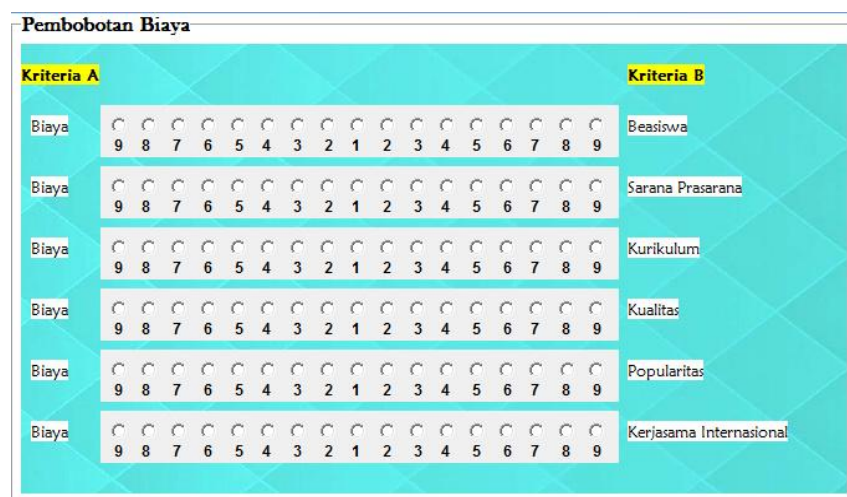 Pembobotan Biaya
Kriteria A Kriteria B
Biaya Beasiswa
9 8 7 6 5 4 3 2 1 2 3 4 5 6 7 8 9
Biaya Sarana Prasarana
9 8 7 6 5 4 3 2 1 2 3 4 5 6 7 8 9
Biaya Kurikulum
9 8 7 6 5 4 3 2 1 2 3 4 5 6 7 8 9
Biaya Kualitas
9 8 7 6 5 4 3 2 1 2 3 4 5 6 7 8 9
Biaya Popularitas
9 8 7 6 5 4 3 2 1 2 3 4 5 6 7 8 9
Biaya Kerjasama Internasional
9 8 7 6 5 4 3 2 1 2 3 4 5 6 7 8 9